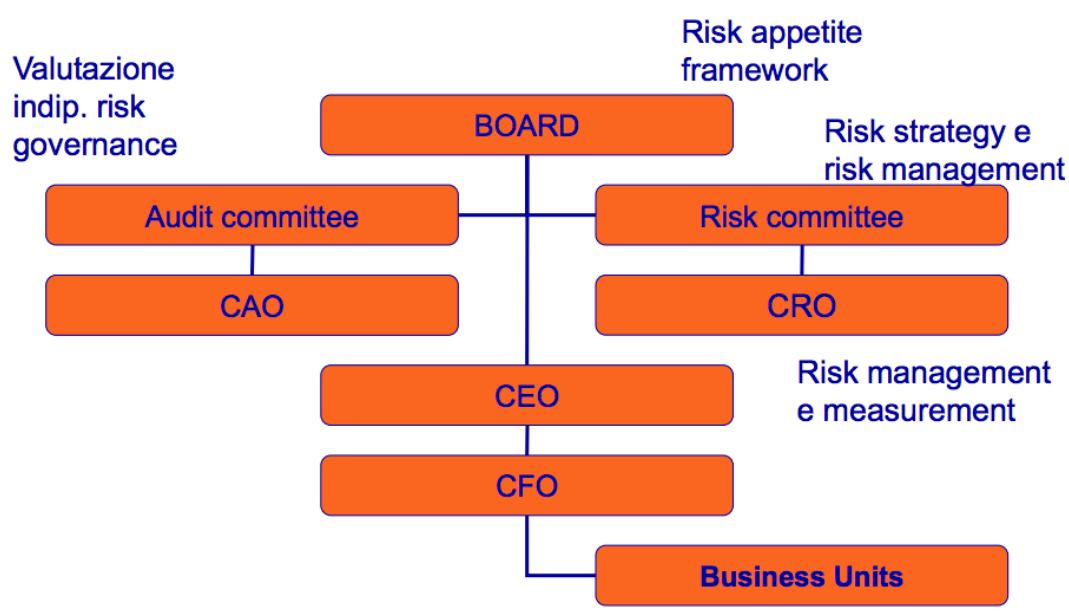 Risk appetite
framework
Valutazione
indip. risk
governance
BOARD
Risk strategy e
risk management
Audit committee
Risk committee
CAO
CRO
Risk management
e measurement
CEO
CFO
Business Units